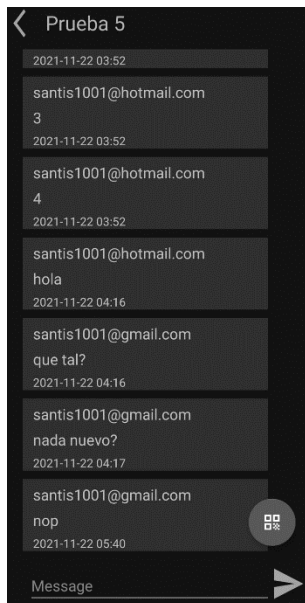 Prueba 5
2021-11-22 03:52
santis1001@hotmail.com
3
2021-11-22 03:52
santis1001@hotmail.com
4
2021-11-22 03:52
santis1001@hotmail.com
hola
2021-11-22 04:16
santis1001@gmail.com
que tal?
2021-11-22 04:16
santis1001@gmail.com
nada nuevo?
2021-11-22 04:17
santis1001@gmail.com
nop
2021-11-22 05:40
Message